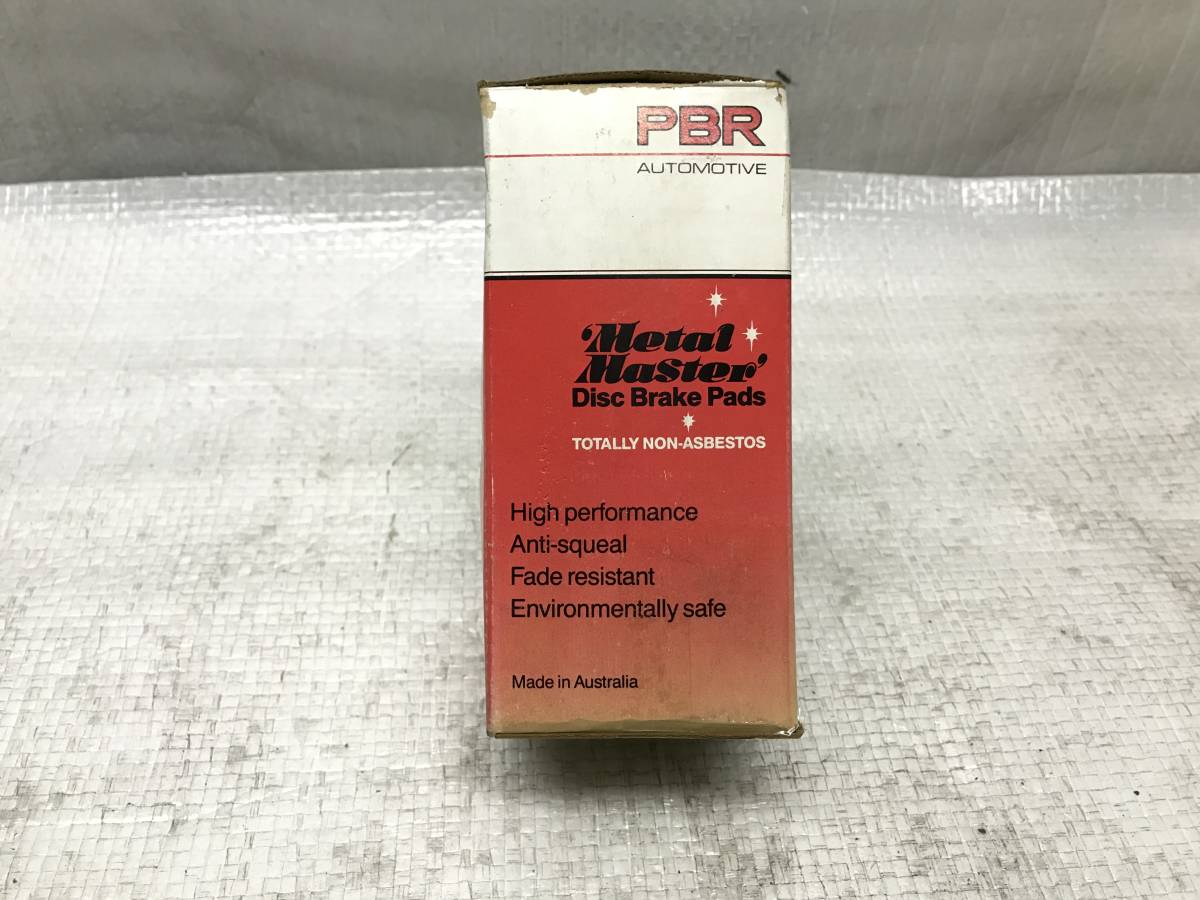 PBR
AUTOMOTIVE
'Metal
Master'
Disc Brake Pads
TOTALLY NON-ASBESTOS
High performance
Anti-squeal
Fade resistant
Environmentally safe
Made in Australia